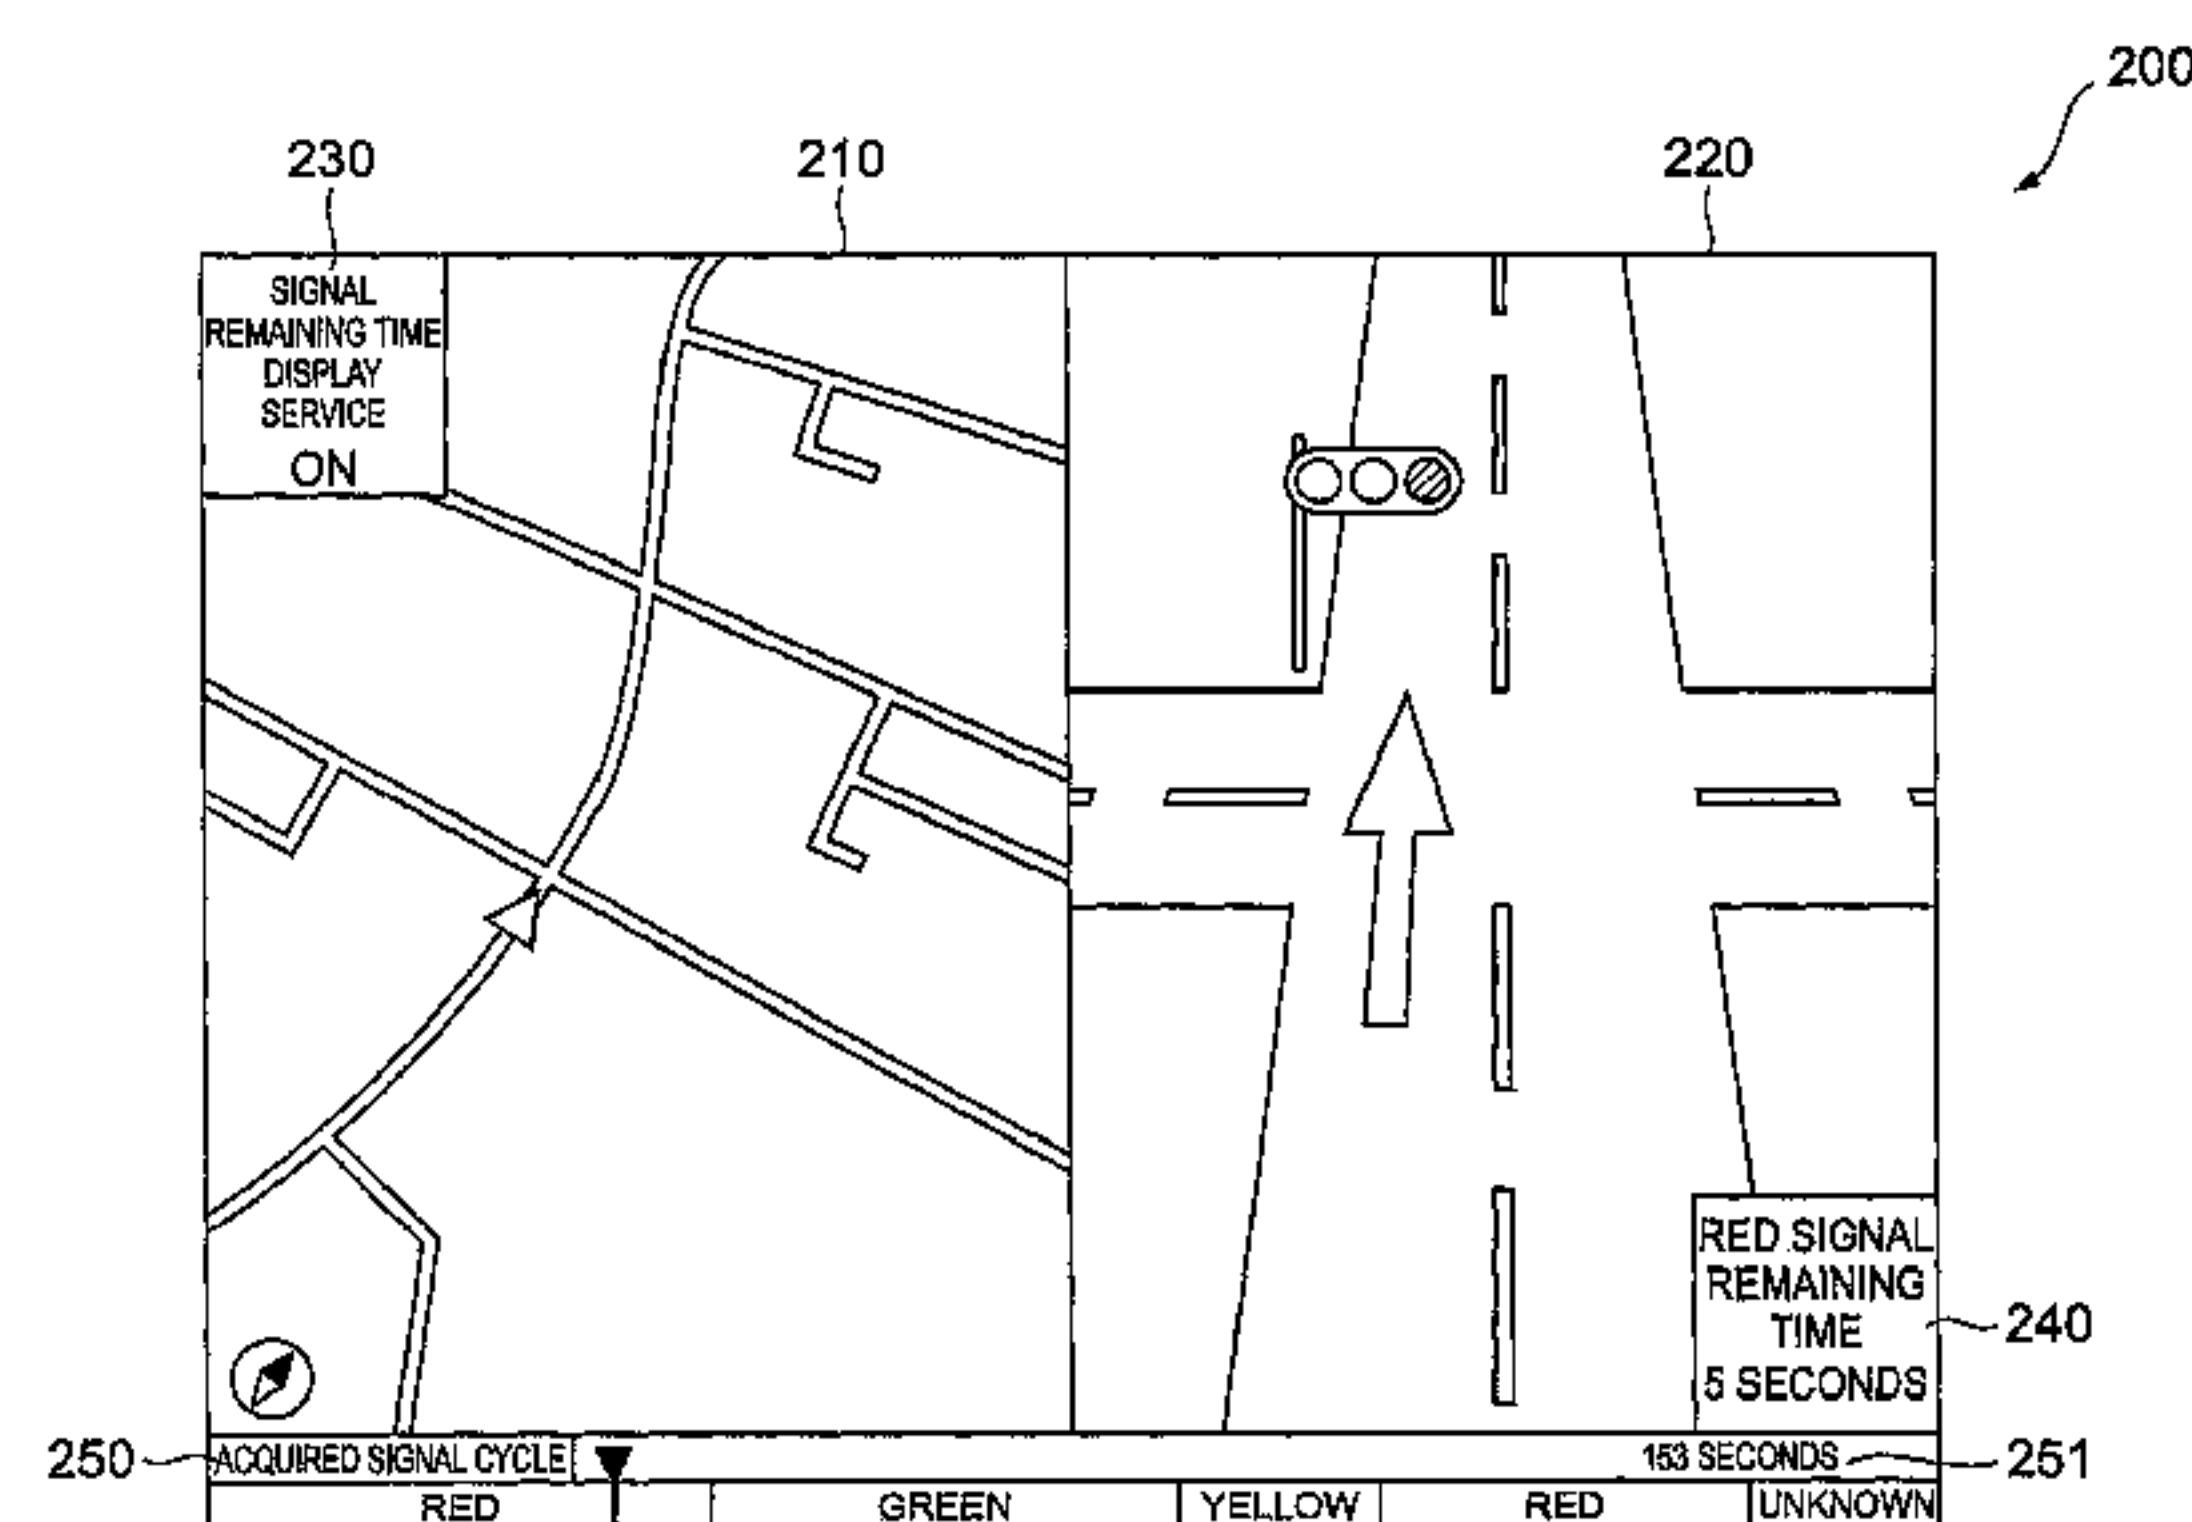 200
230
210
220
SIGNAL
REMAINING TIME
DISPLAY
SERVICE
ON
RED SIGNAL
REMAINING
TIME
5 SECONDS
240
250
ACQUIRED SIGNAL CYCLE
153 SECONDS
251
RED
GREEN
YELLOW
RED
UNKNOWN